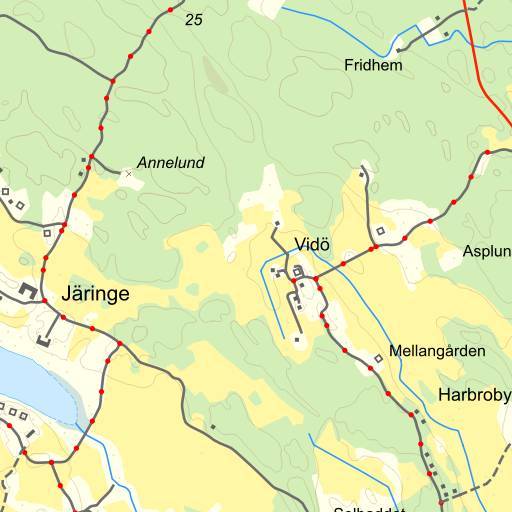 25
Fridhem
Annelund
Vidö
Asplun
Järinge
Mellangården
Harbroby